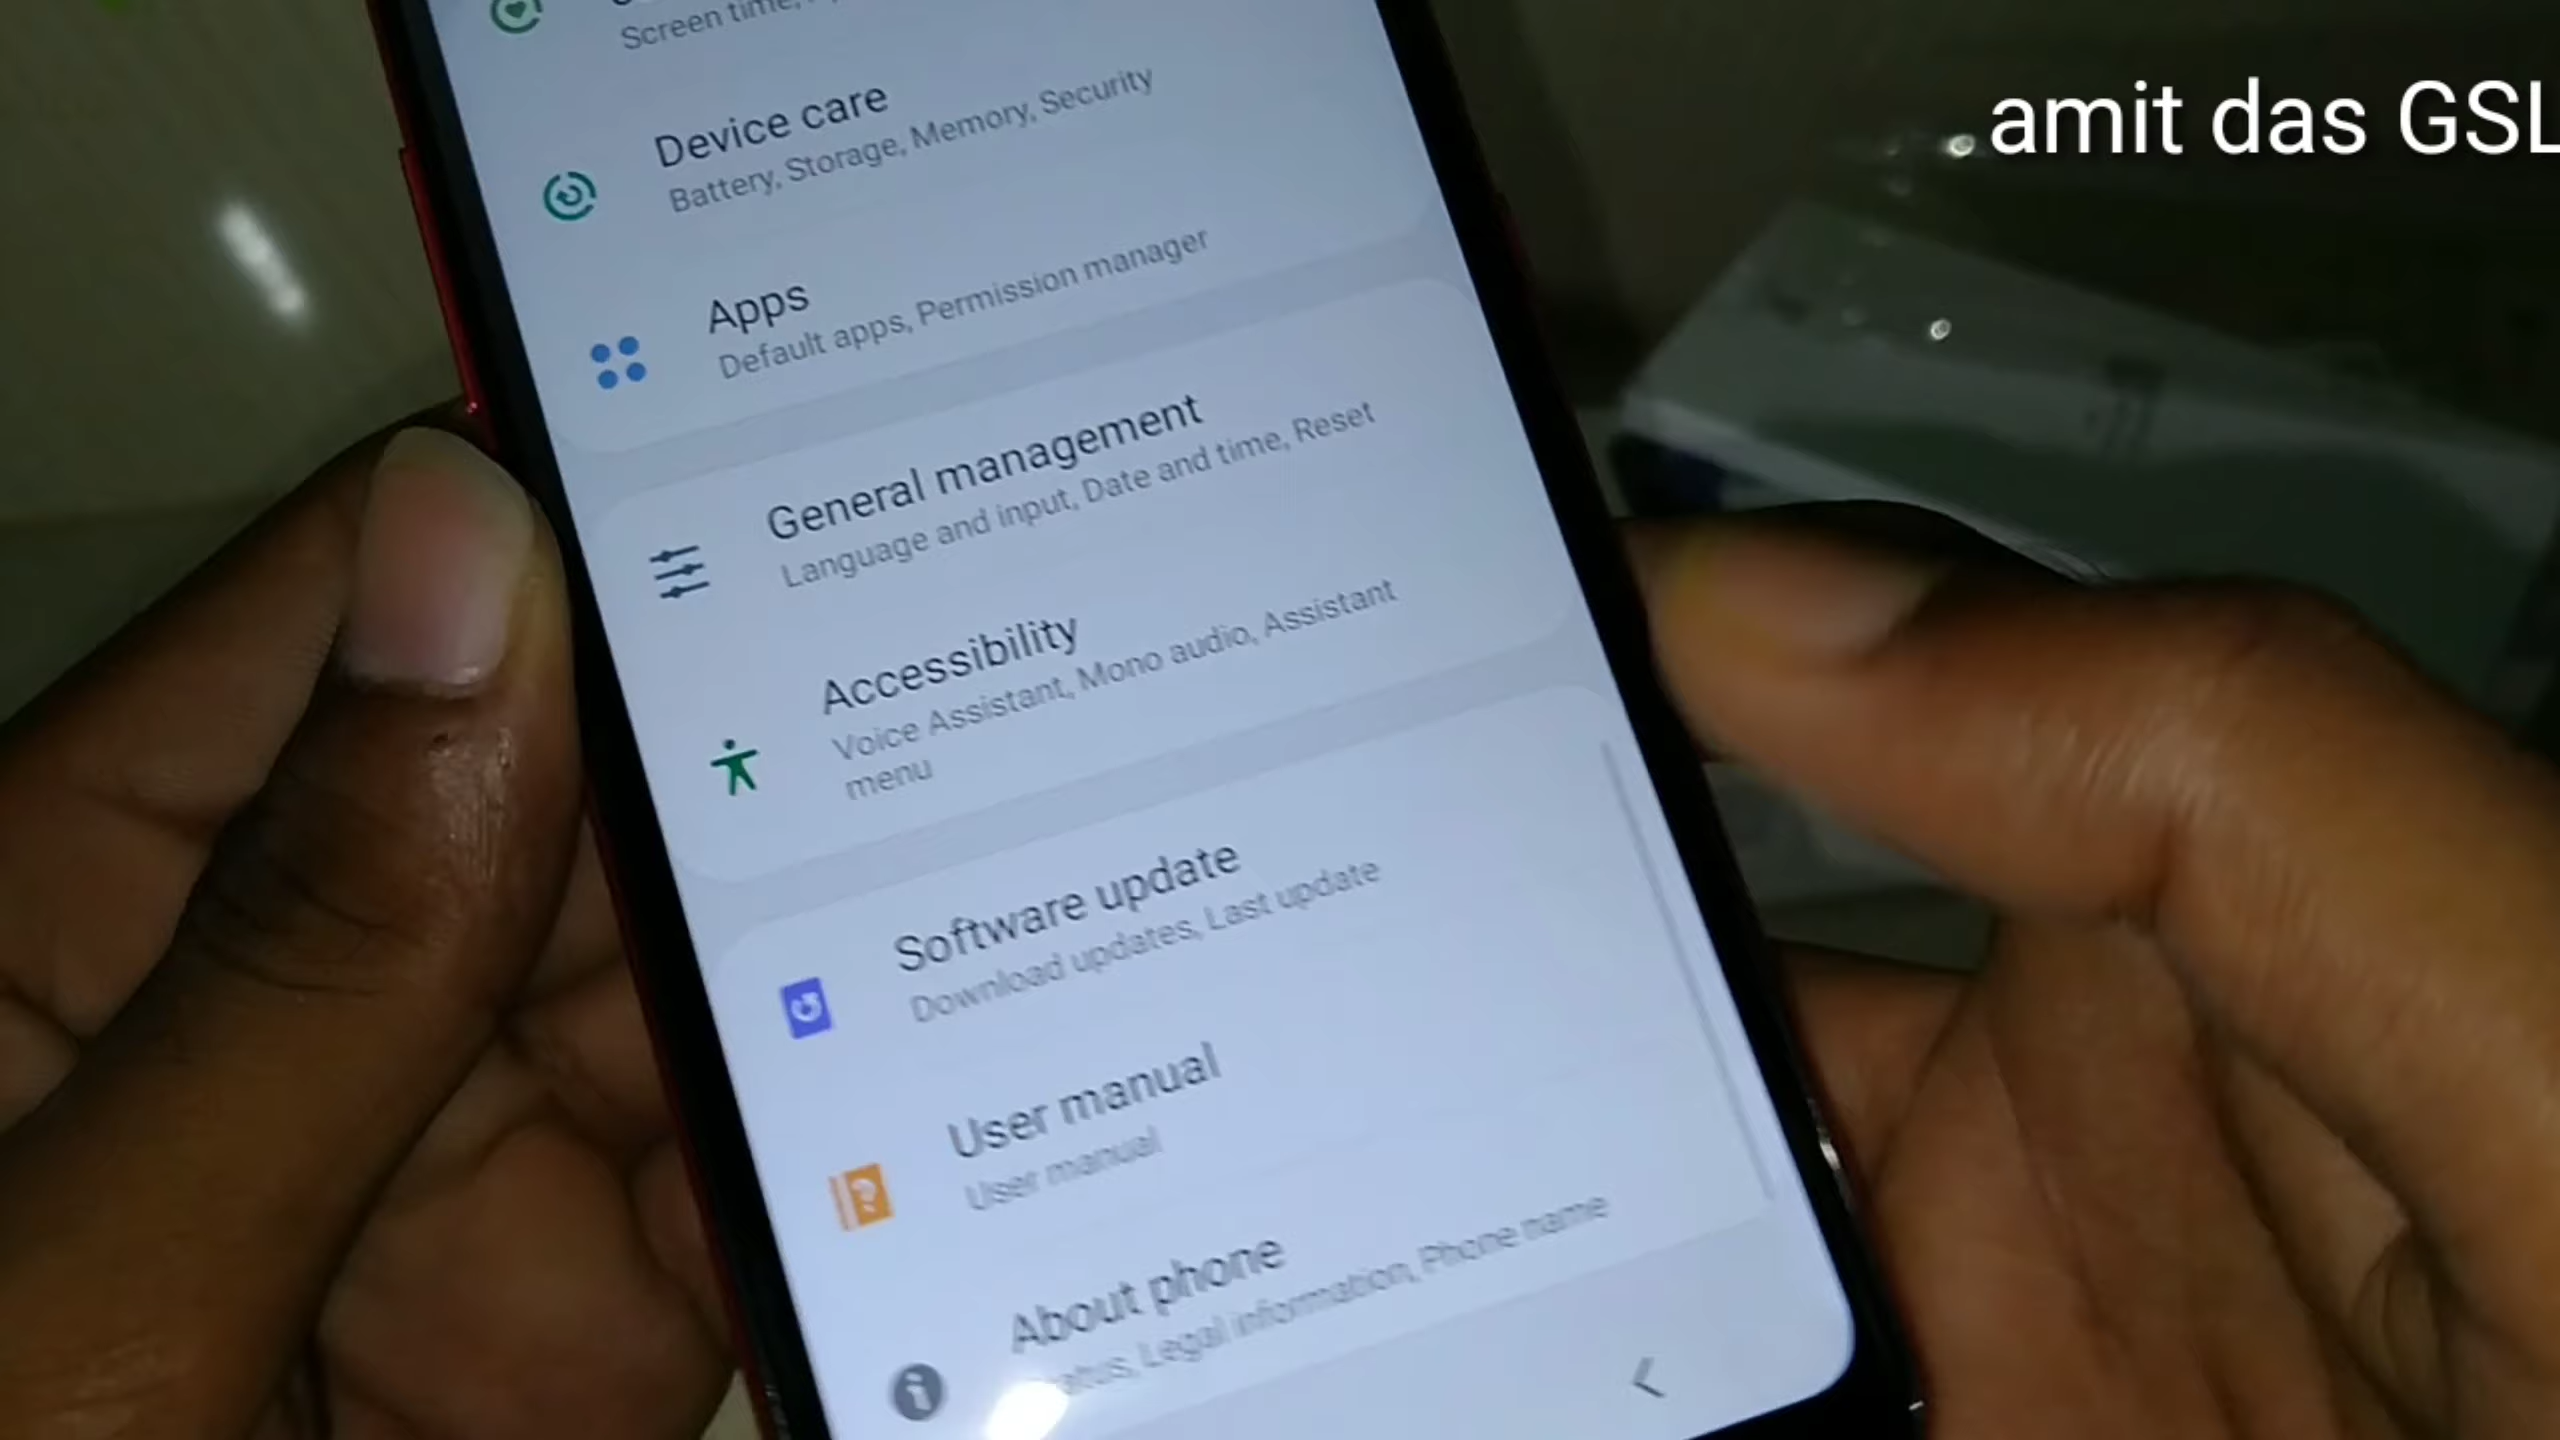 amit das GSL
Screen time,
Device care
Battery, Storage, Memory, Security
Apps
Default apps, Permission manager
General management
Language and input, Date and time, Reset
Accessibility
Voice Assistant, Mono audio, Assistant
menu
Software update
Download updates, Last update
User manual
User manual
About phone
Legal information, Phone name